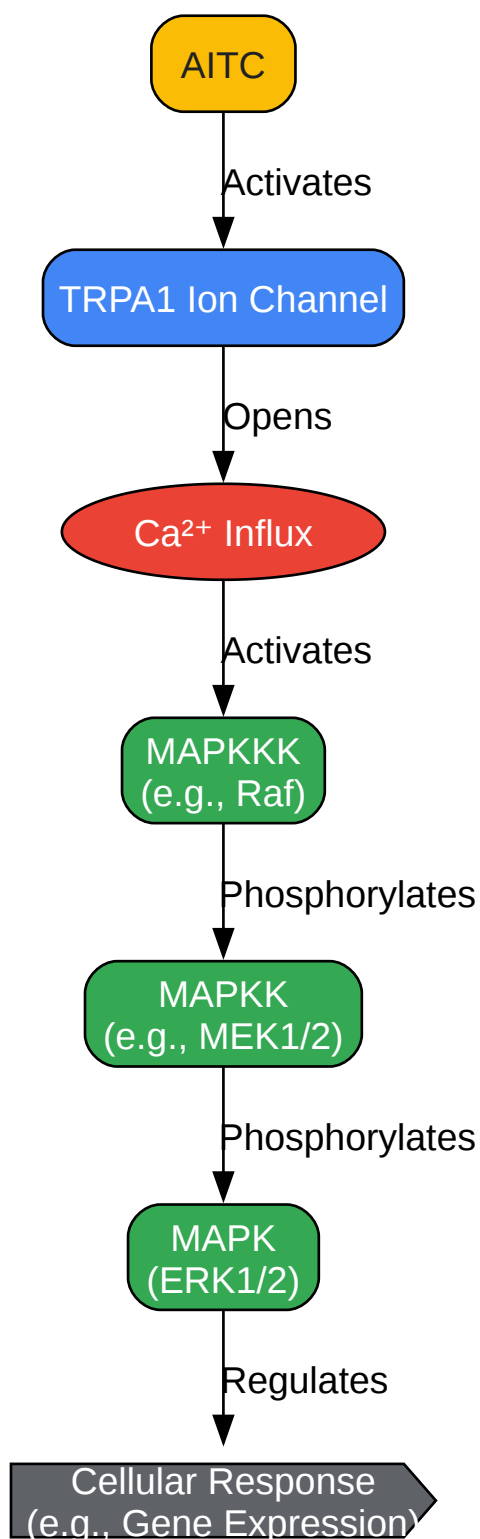 AITC
Activates
TRPA1 Ion Channel
Opens
Ca²⁺ Influx
Activates
MAPKKK
(e.g., Raf)
Phosphorylates
MAPKK
(e.g., MEK1/2)
Phosphorylates
MAPK
(ERK1/2)
Regulates
Cellular Response
(e.g., Gene Expression)